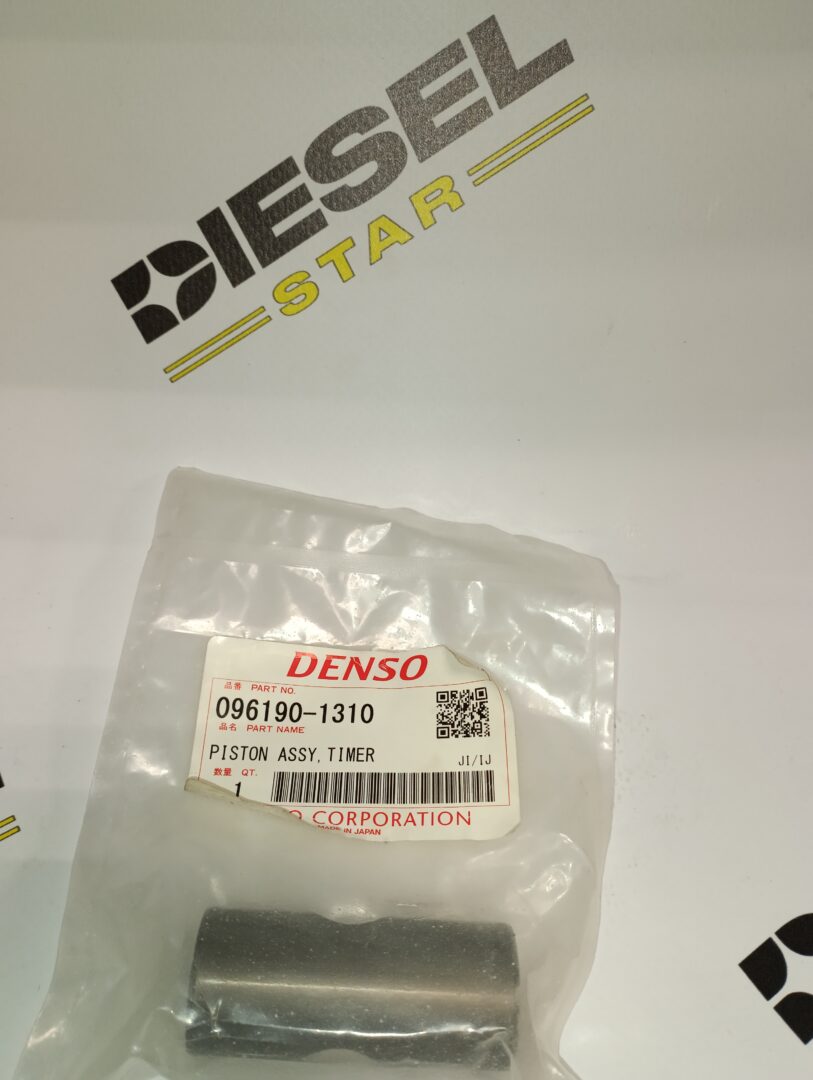 DIESEL
STAR
DENSO
品番 PART NO.
096190-1310
品名 PART NAME
PISTON ASSY, TIMER
JI/IJ
数量 QT.
1
O CORPORATION
MADE IN JAPAN